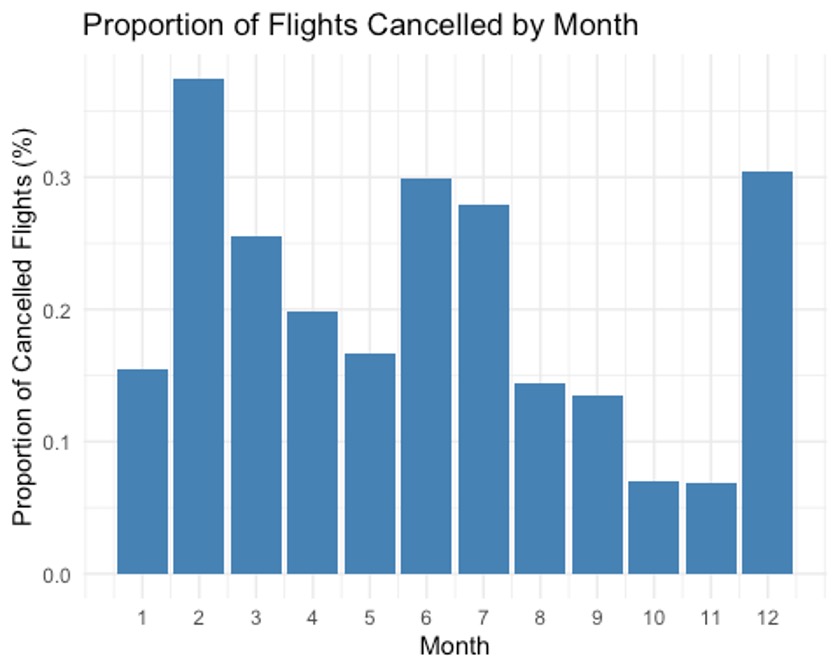 Proportion of Flights Cancelled by Month
Proportion of Cancelled Flights (%)
0.3
0.2
0.1
0.0
1 2 3 4 5 6 7 8 9 10 11 12
Month